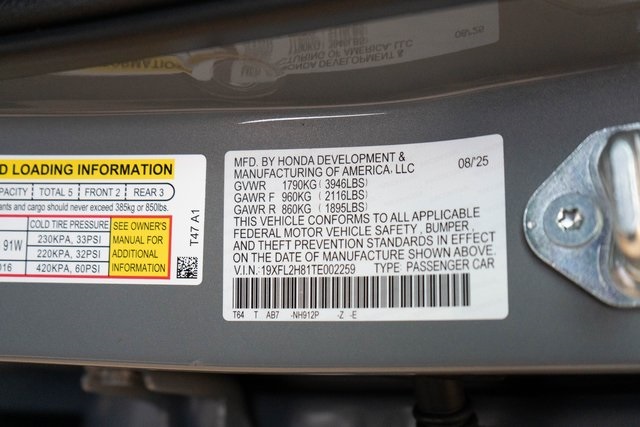 D LOADING INFORMATION
APACITY TOTAL 5 FRONT 2 REAR 3
ants and cargo should never exceed 385kg or 850lbs.
COLD TIRE PRESSURE
91W 230KPA, 33PSI
220KPA, 32PSI
016 420KPA, 60PSI
SEE OWNER'S
MANUAL FOR
ADDITIONAL
INFORMATION
T47 A1
MFD. BY HONDA DEVELOPMENT & 
MANUFACTURING OF AMERICA, LLC 08/25
GVWR 1790KG (3946LBS)
GAWR F 960KG (2116LBS)
GAWR R 860KG (1895LBS)
THIS VEHICLE CONFORMS TO ALL APPLICABLE
FEDERAL MOTOR VEHICLE SAFETY, BUMPER,
AND THEFT PREVENTION STANDARDS IN EFFECT
ON THE DATE OF MANUFACTURE SHOWN ABOVE.
V.I.N.:19XFL2H81TE002259 TYPE: PASSENGER CAR
T64 T AB7 -NH912P -Z -E